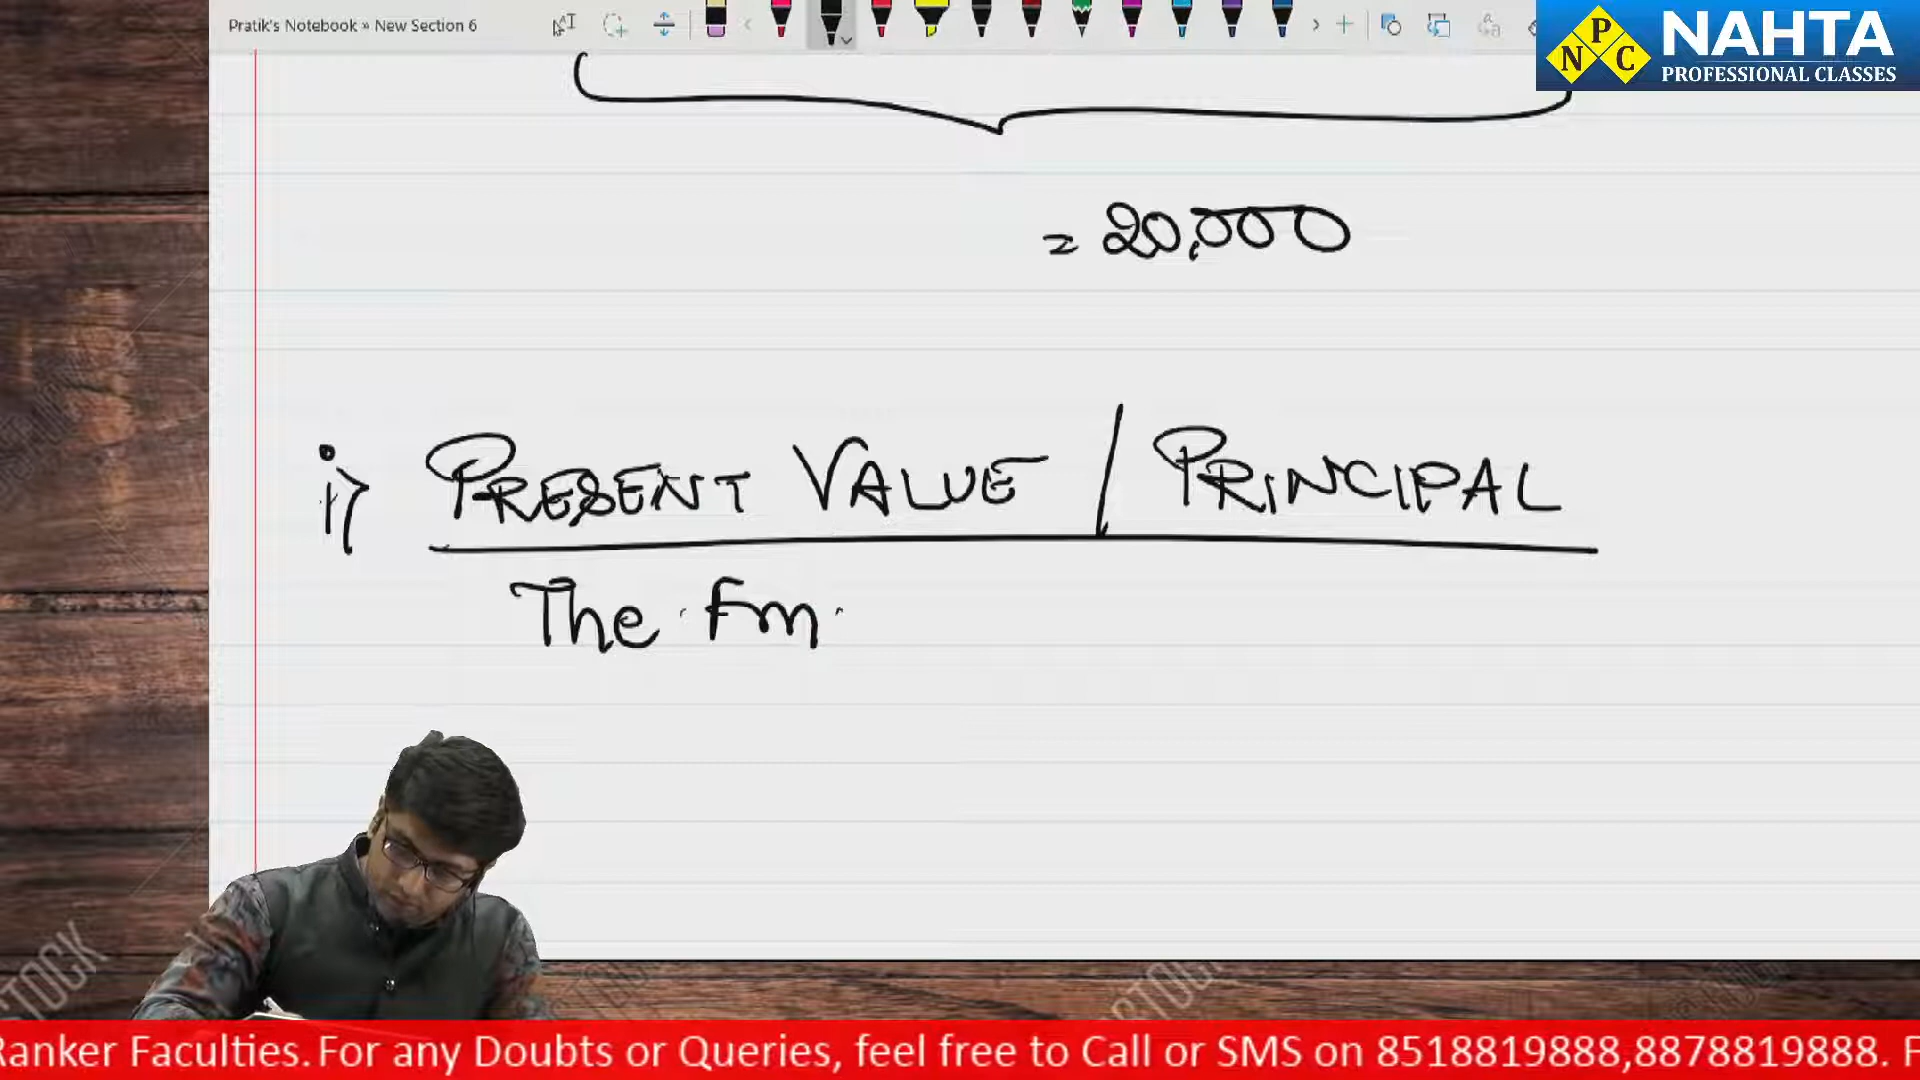 Pratik's Notebook » New Section 6
N P C
NAHTA
PROFESSIONAL CLASSES
= 20,000
i) PRESENT VALUE / PRINCIPAL
The Fm
Ranker Faculties. For any Doubts or Queries, feel free to Call or SMS on 8518819888,8878819888. F